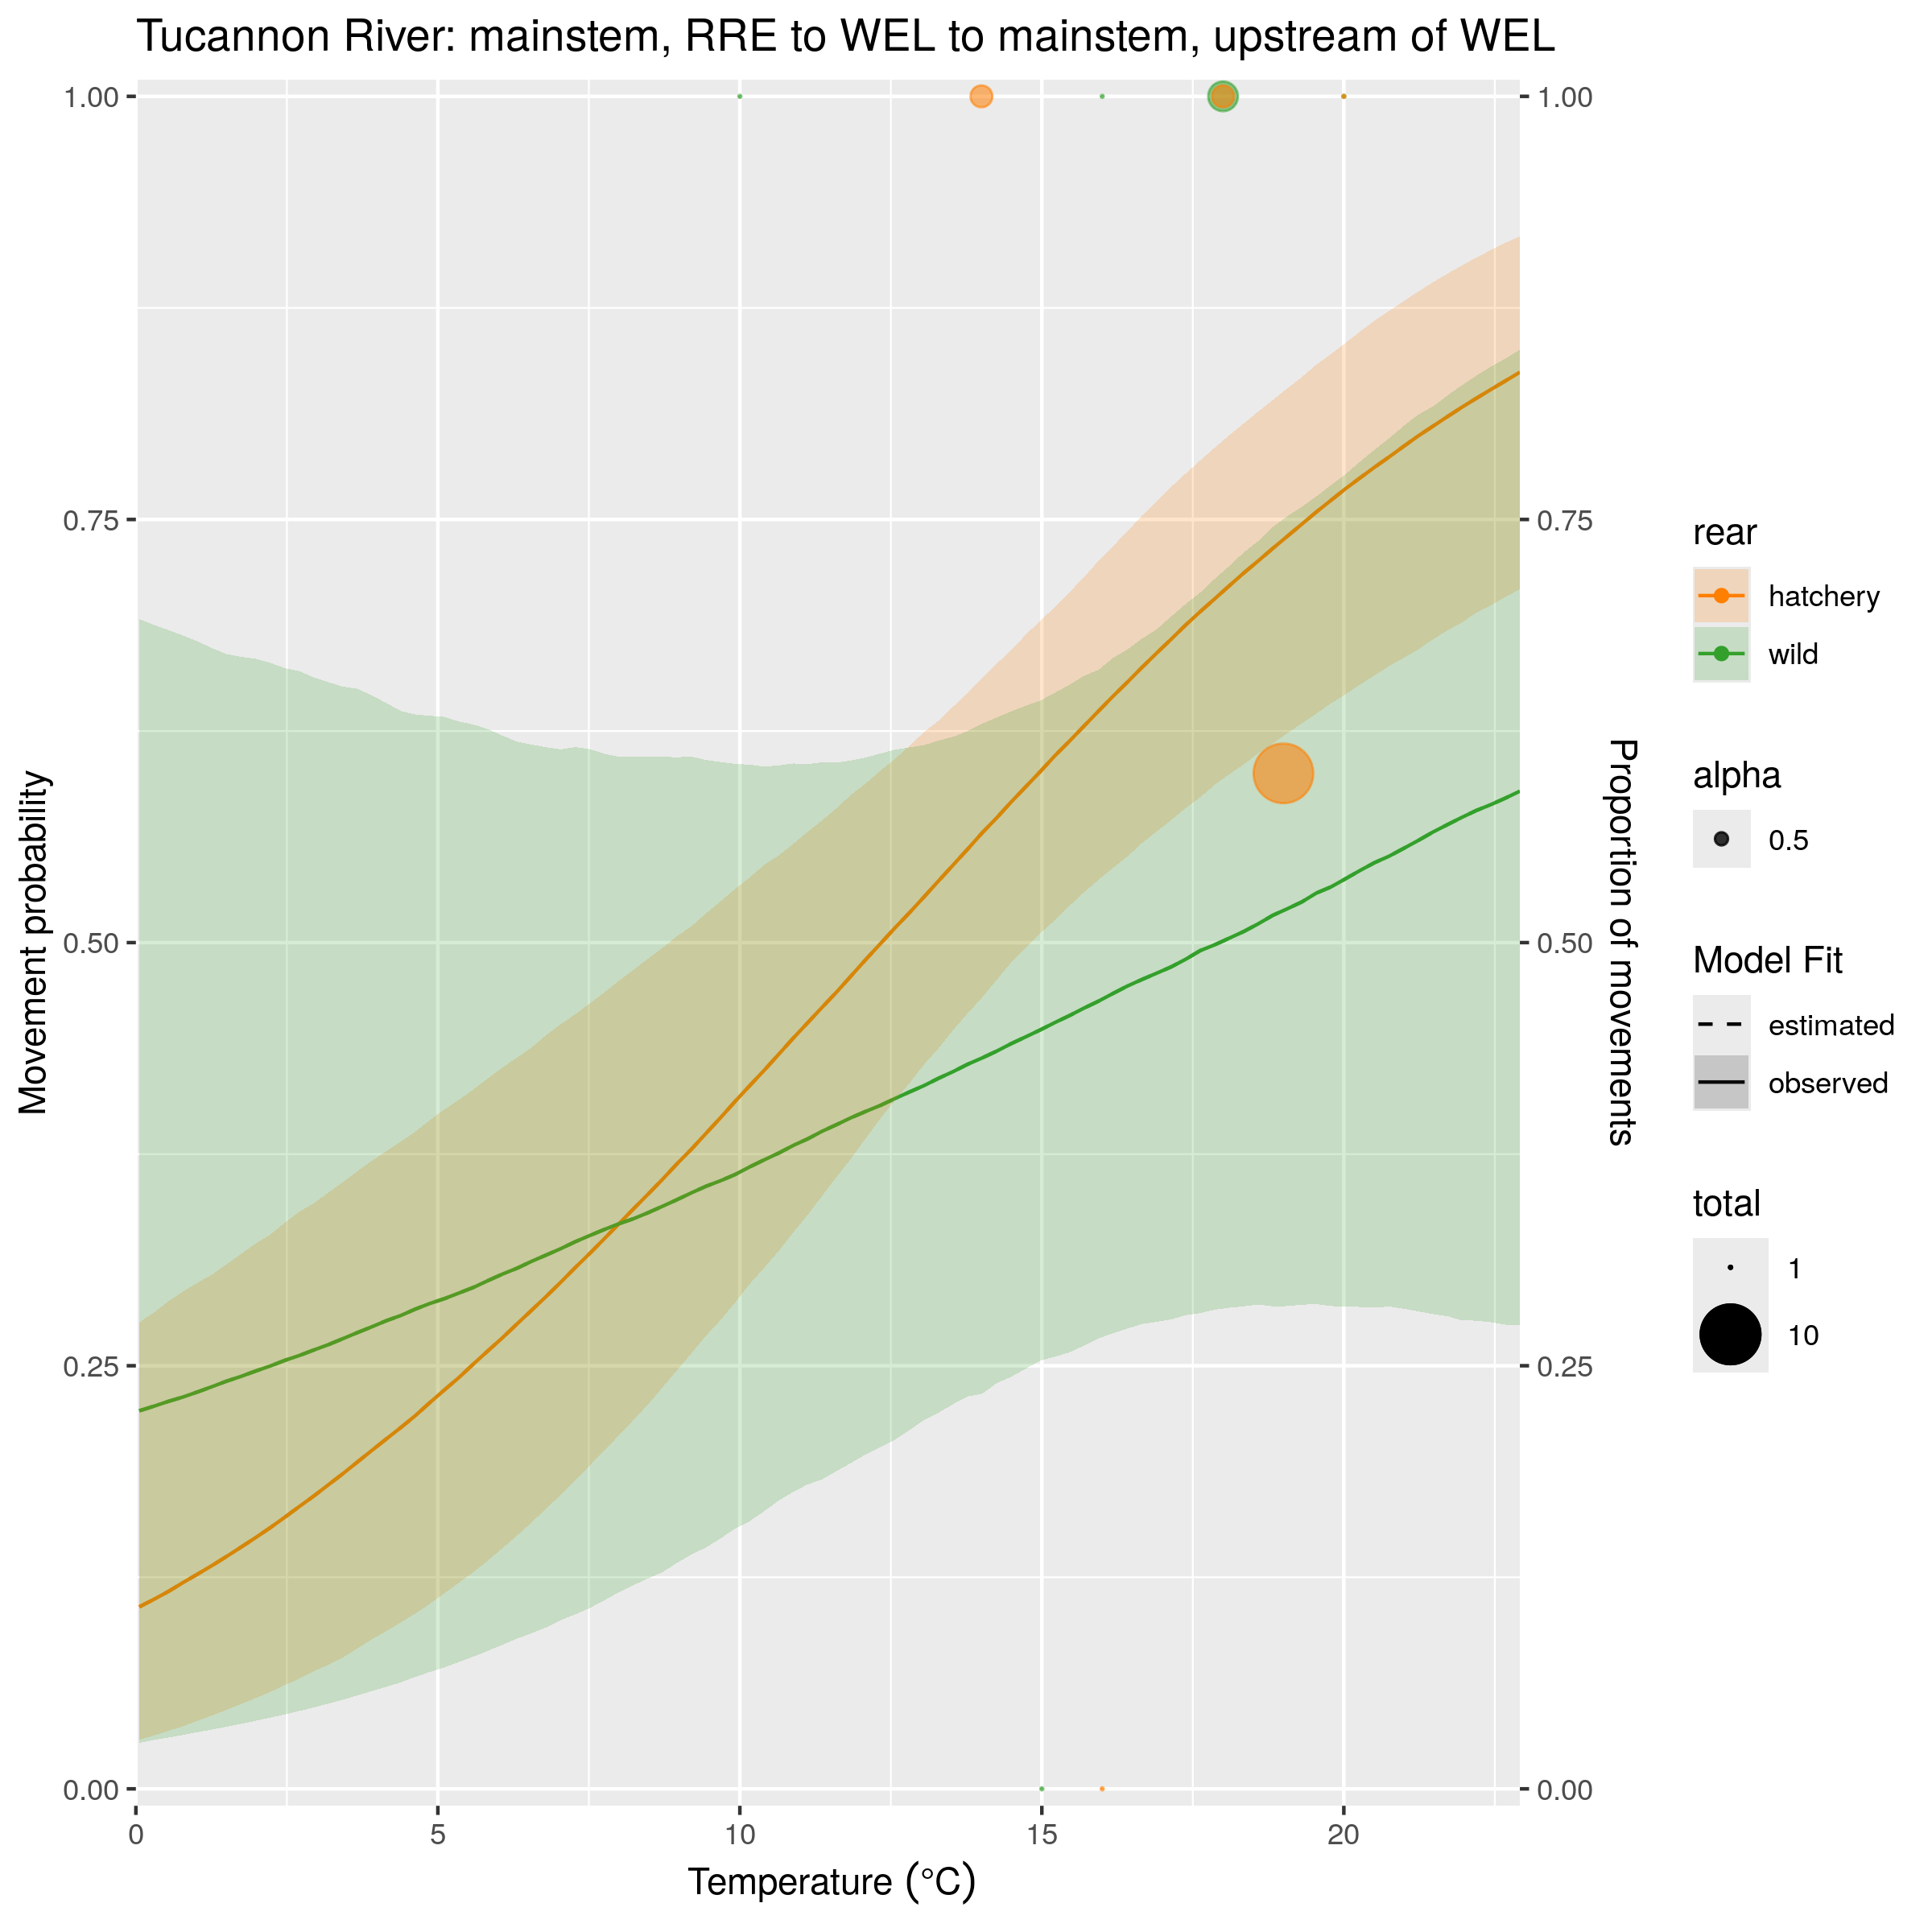 Tucannon River: mainstem, RRE to WEL to mainstem, upstream of WEL
Movement probability
1.00
0.75
0.50
0.25
0.00
0
5
10
15
20
Temperature (°C)
1.00
0.75
0.50
0.25
0.00
Proportion of movements
rear
hatchery
wild
alpha
0.5
Model Fit
estimated
observed
total
1
10